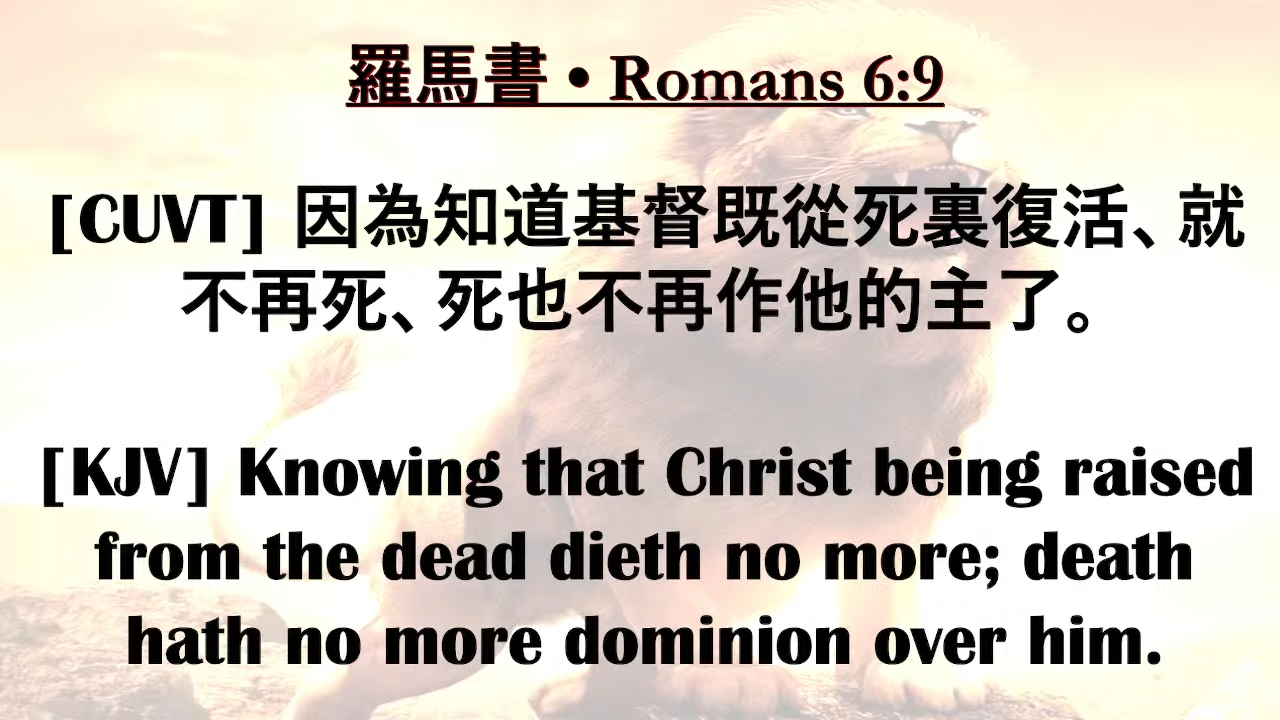 羅馬書 • Romans 6:9
[CUVT] 因為知道基督既從死裏復活、就
不再死、死也不再作他的主了。
[KJV] Knowing that Christ being raised
from the dead dieth no more; death
hath no more dominion over him.